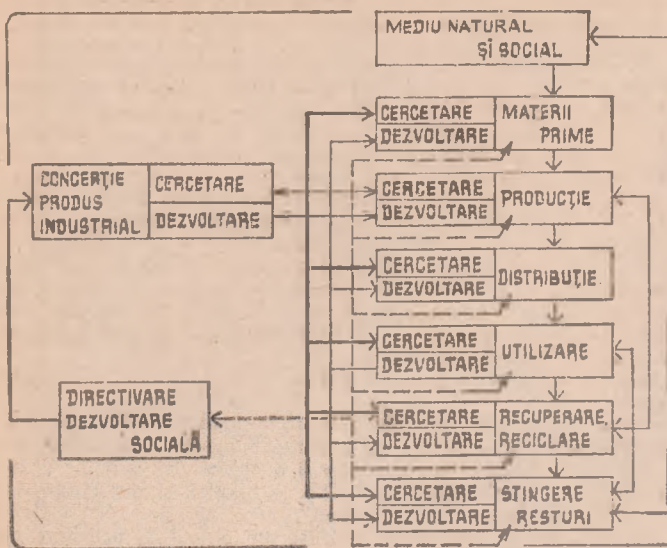 MEDIU NATURAL
ȘI SOCIAL
CERCETARE
DEZVOLTARE
MATERII
PRIME
CONCEPȚIE
PRODUS
INDUSTRIAL
CERCETARE
DEZVOLTARE
CERCETARE
DEZVOLTARE
PRODUCȚIE
CERCETARE
DEZVOLTARE
DISTRIBUȚIE
CERCETARE
DEZVOLTARE
UTILIZARE
DIRECTIVARE
DEZVOLTARE
SOCIALĂ
CERCETARE
DEZVOLTARE
RECUPERARE,
RECICLARE
CERCETARE
DEZVOLTARE
STINGERE
RESTURI